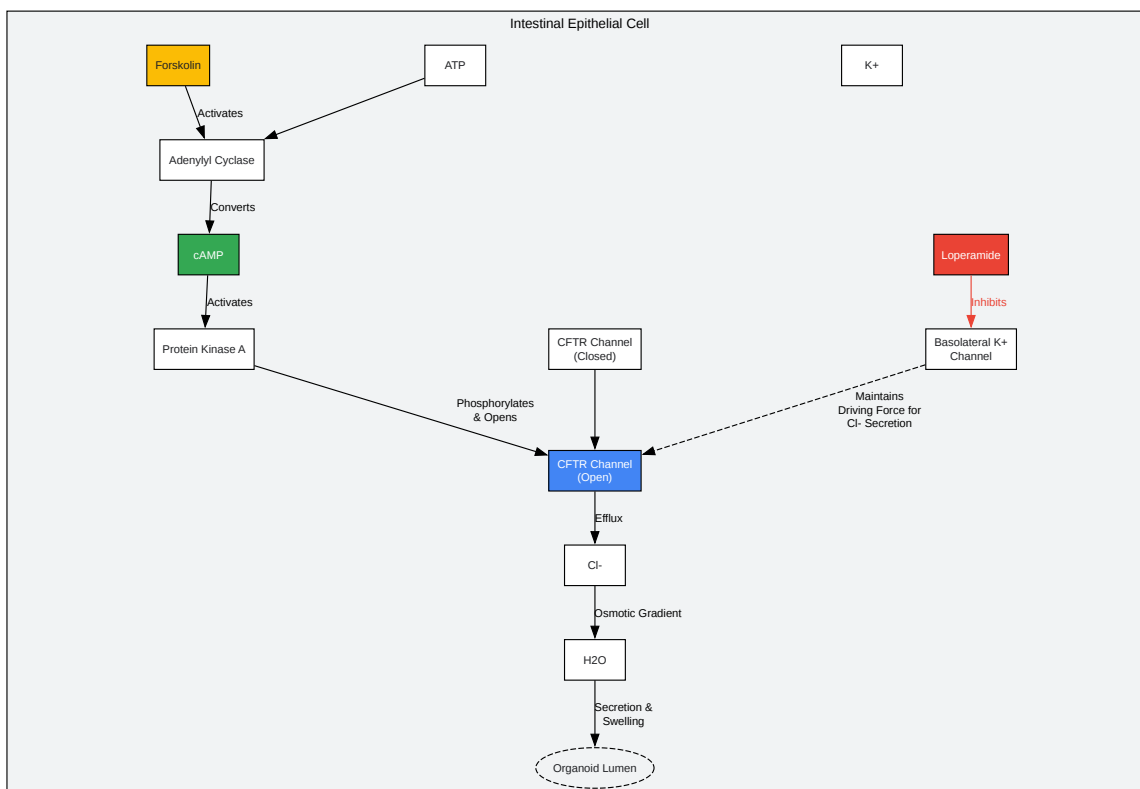 Intestinal Epithelial Cell
Forskolin
ATP
K+
Activates
Adenylyl Cyclase
Converts
cAMP
Loperamide
Activates
Inhibits
Protein Kinase A
CFTR Channel
(Closed)
Basolateral K+
Channel
Phosphorylates
& Opens
Maintains
Driving Force for
Cl- Secretion
CFTR Channel
(Open)
Efflux
Cl-
Osmotic Gradient
H2O
Secretion &
Swelling
Organoid Lumen